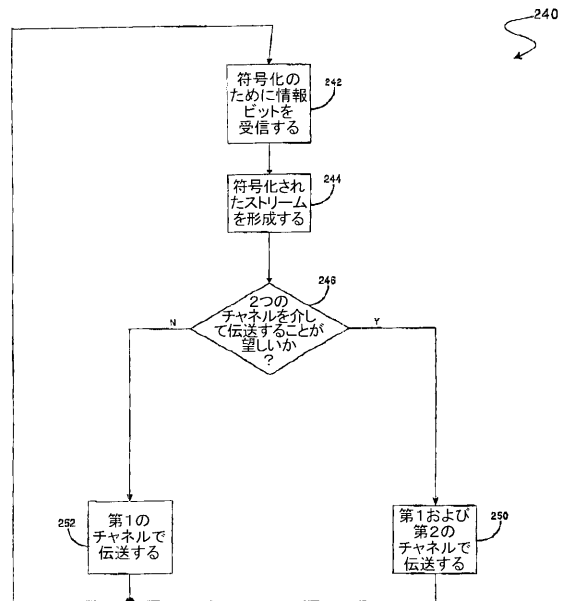 240
符号化の
ために情報
ビットを
受信する
242
符号化され
たストリーム
を形成する
244
2つの
チャネルを介し
て伝送することが
望しいか
?
246
N
Y
第1の
チャネルで
伝送する
252
第1および
第2の
チャネルで
伝送する
250